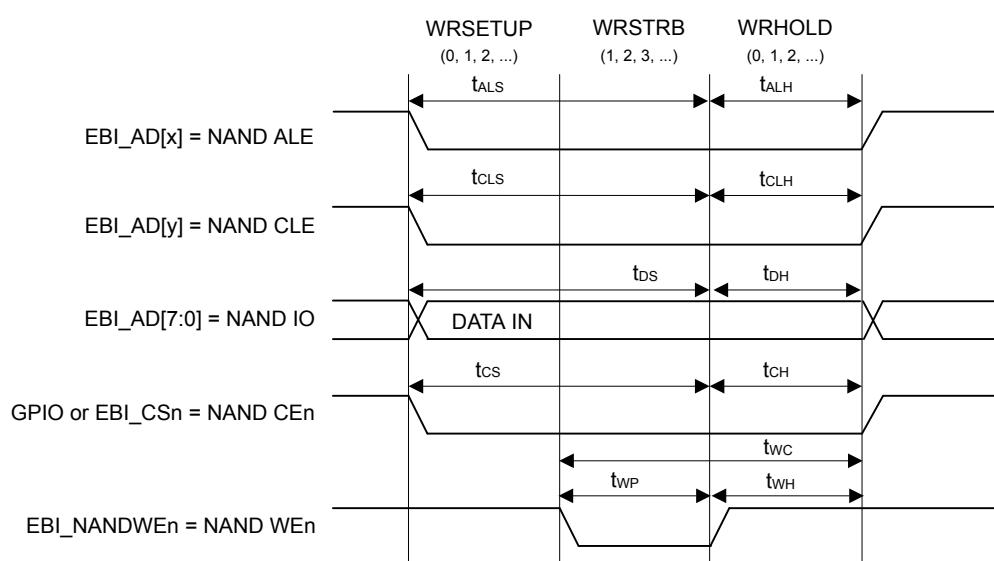 WRSETUP WRSTRB WRHOLD
(0, 1, 2, ...) (1, 2, 3, ...) (0, 1, 2, ...)
tALS tALH
EBI_AD[x] = NAND ALE
tCLS tCLH
EBI_AD[y] = NAND CLE
tDS tDH
EBI_AD[7:0] = NAND IO DATA IN
tCS tCH
GPIO or EBI_CSn = NAND CEn
tWC
tWP tWH
EBI_NANDWEn = NAND WEn